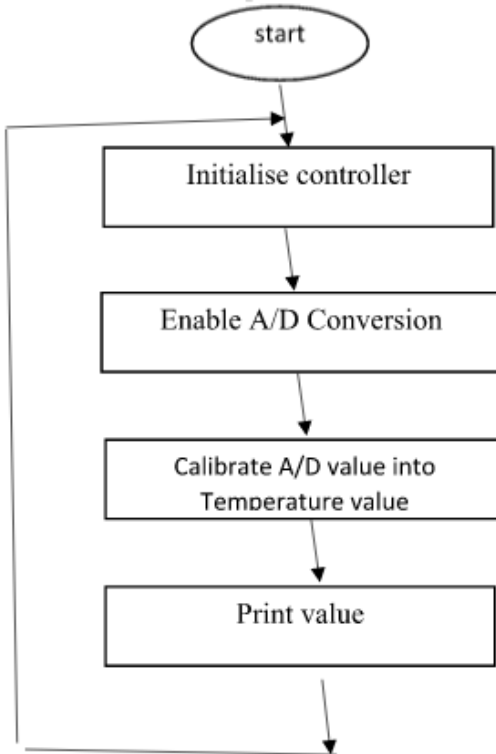 start
Initialise controller
Enable A/D Conversion
Calibrate A/D value into
Temperature value
Print value